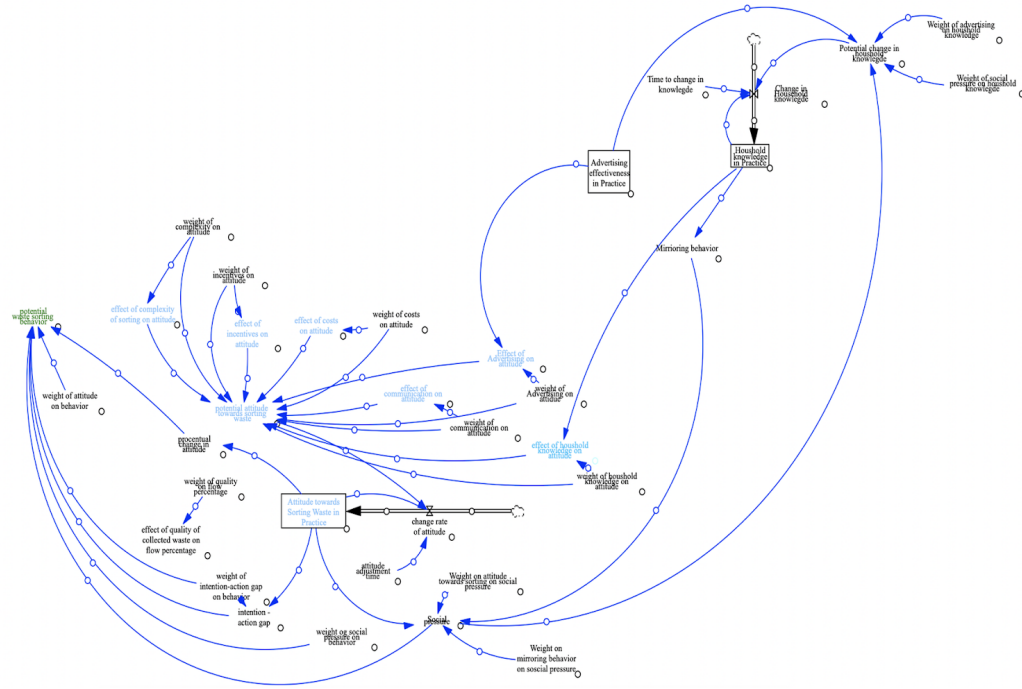 Weight of advertising
on houshold
knowlegde
Potential change in
houshold
knowlegde
Weight of social
pressure on houshold
knowlegde
Time to change in
knowlegde
Change in
Household
knowlegde
Houshold
knowledge
in Practice
Advertising
effectiveness
in Practice
Mirroring behavior
weight of
complexity on
attitude
weight of
incentives on
attitude
effect of complexity
of sorting on attitude
effect of
incentives on
attitude
effect of costs
on attitude
weight of costs
on attitude
potential
waste sorting
behavior
Effect of
Advertising on
attitude
weight of
Advertising on
attidue
effect of
communication on
attitude
weight of
communication on
attitude
potential attitude
towards sorting
waste
weight of attitude
on behavior
procentual
change in
attitude
effect of houshold
knowledge on
attitude
weight of houshold
knowledge on
attitude
weight of quality
on flow
percentage
effect of quality of
collected waste on
flow percentage
Attitude towards
Sorting Waste in
Practice
change rate
of attitude
attitude
adjustment
time
weight of
intention-action gap
on behavior
intention -
action gap
Weight on attitude
towards sorting on social
pressure
Social
pressure
weight og social
pressure on
behavior
Weight on
mirroring behavior
on soscial pressure